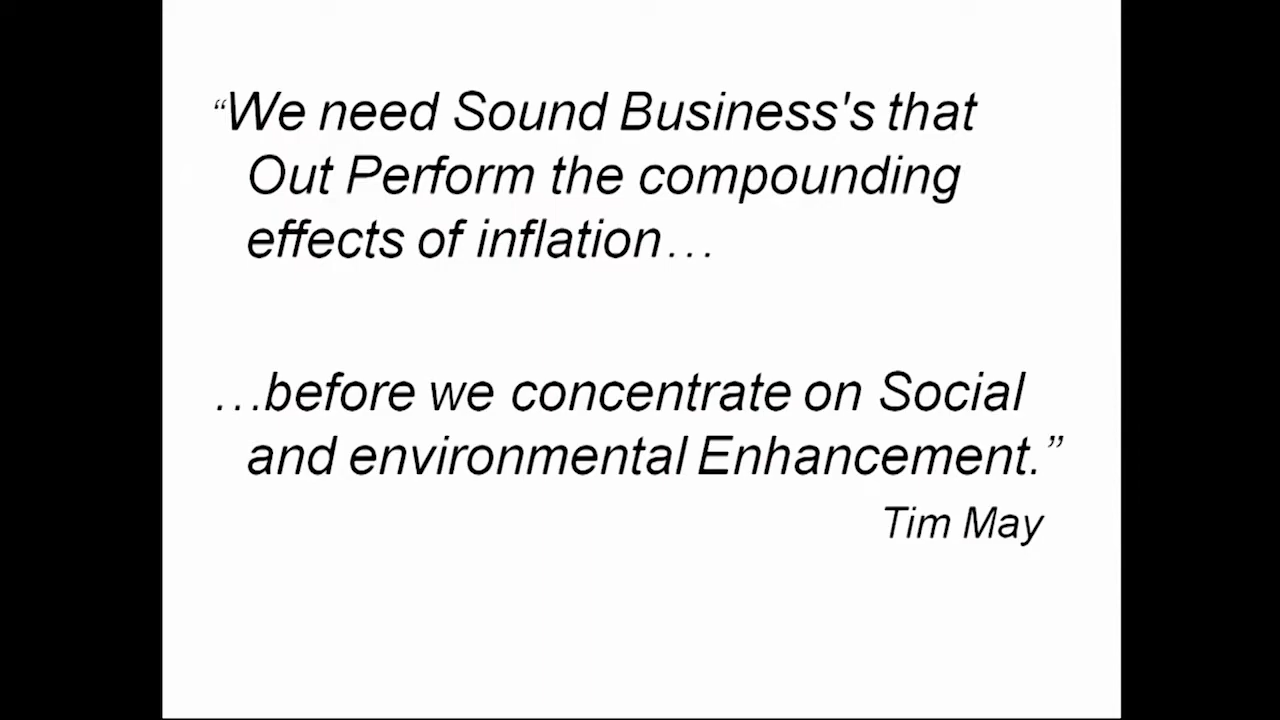 “We need Sound Business's that
Out Perform the compounding
effects of inflation…
…before we concentrate on Social
and environmental Enhancement.”
Tim May